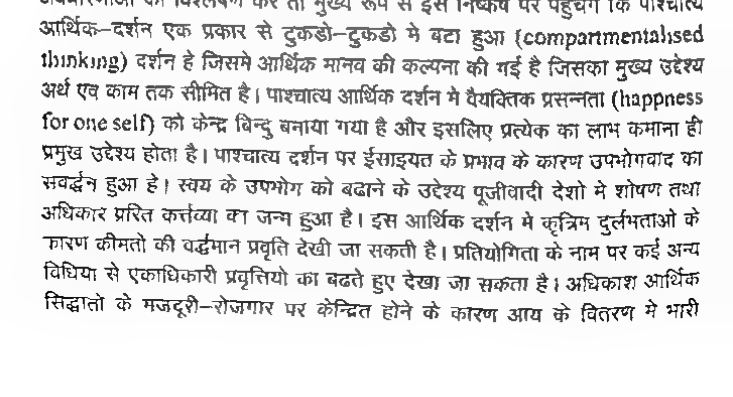 अवधारणाओं का विश्लेषण करें तो मुख्य रूप से इस निष्कर्ष पर पहुंचेंगे कि पाश्चात्य
आर्थिक–दर्शन एक प्रकार से टुकडो–टुकडो मे बटा हुआ (compartmentalised
thinking) दर्शन हे जिसमे आर्थिक मानव की कल्पना की गई है जिसका मुख्य उद्देश्य
अर्थ एव काम तक सीमित है। पाश्चात्य आर्थिक दर्शन मे वैयक्तिक प्रसन्नता (happness
for one self) को केन्द्र बिन्दु बनाया गया है और इसलिए प्रत्येक का लाभ कमाना ही
प्रमुख उद्देश्य होता है। पाश्चात्य दर्शन पर ईसाइयत के प्रभाव के कारण उपभोगवाद का
सवर्द्धन हुआ हे। स्वय के उपभोग को बढाने के उद्देश्य पूजीवादी देशो मे शोषण तथा
अधिकार प्ररित कर्त्तव्या का जन्म हुआ है। इस आर्थिक दर्शन मे कृत्रिम दुर्लभताओ के
कारण कीमतो की वर्द्धमान प्रवृति देखी जा सकती है। प्रतियोगिता के नाम पर कई अन्य
विधिया से एकाधिकारी प्रवृत्तियो का बढते हुए देखा जा सकता है। अधिकाश आर्थिक
सिद्धातो के मजदूरी–रोजगार पर केन्द्रित होने के कारण आय के वितरण मे भारी